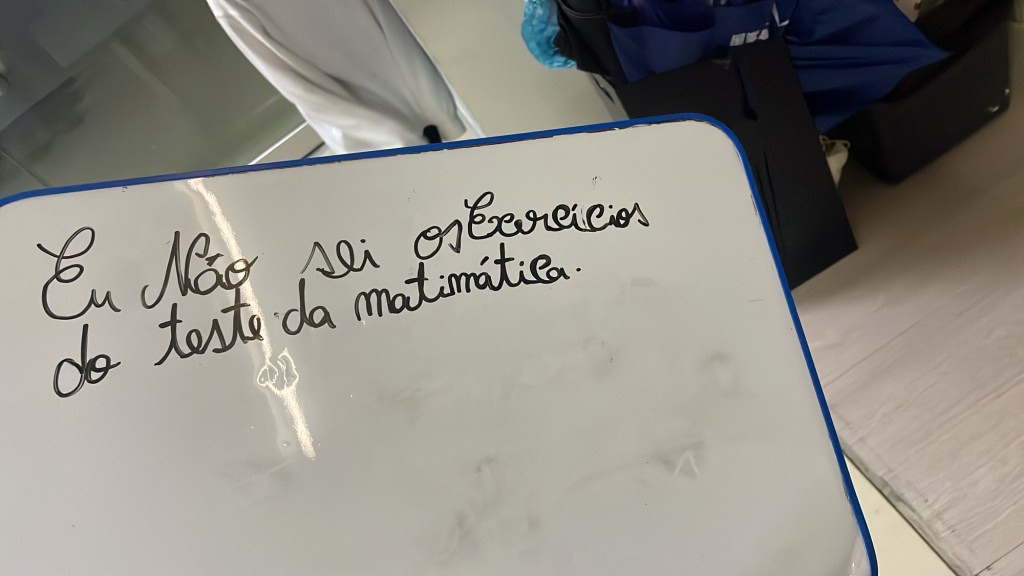 Eu Não sei os Exercícios
do teste da matimática.